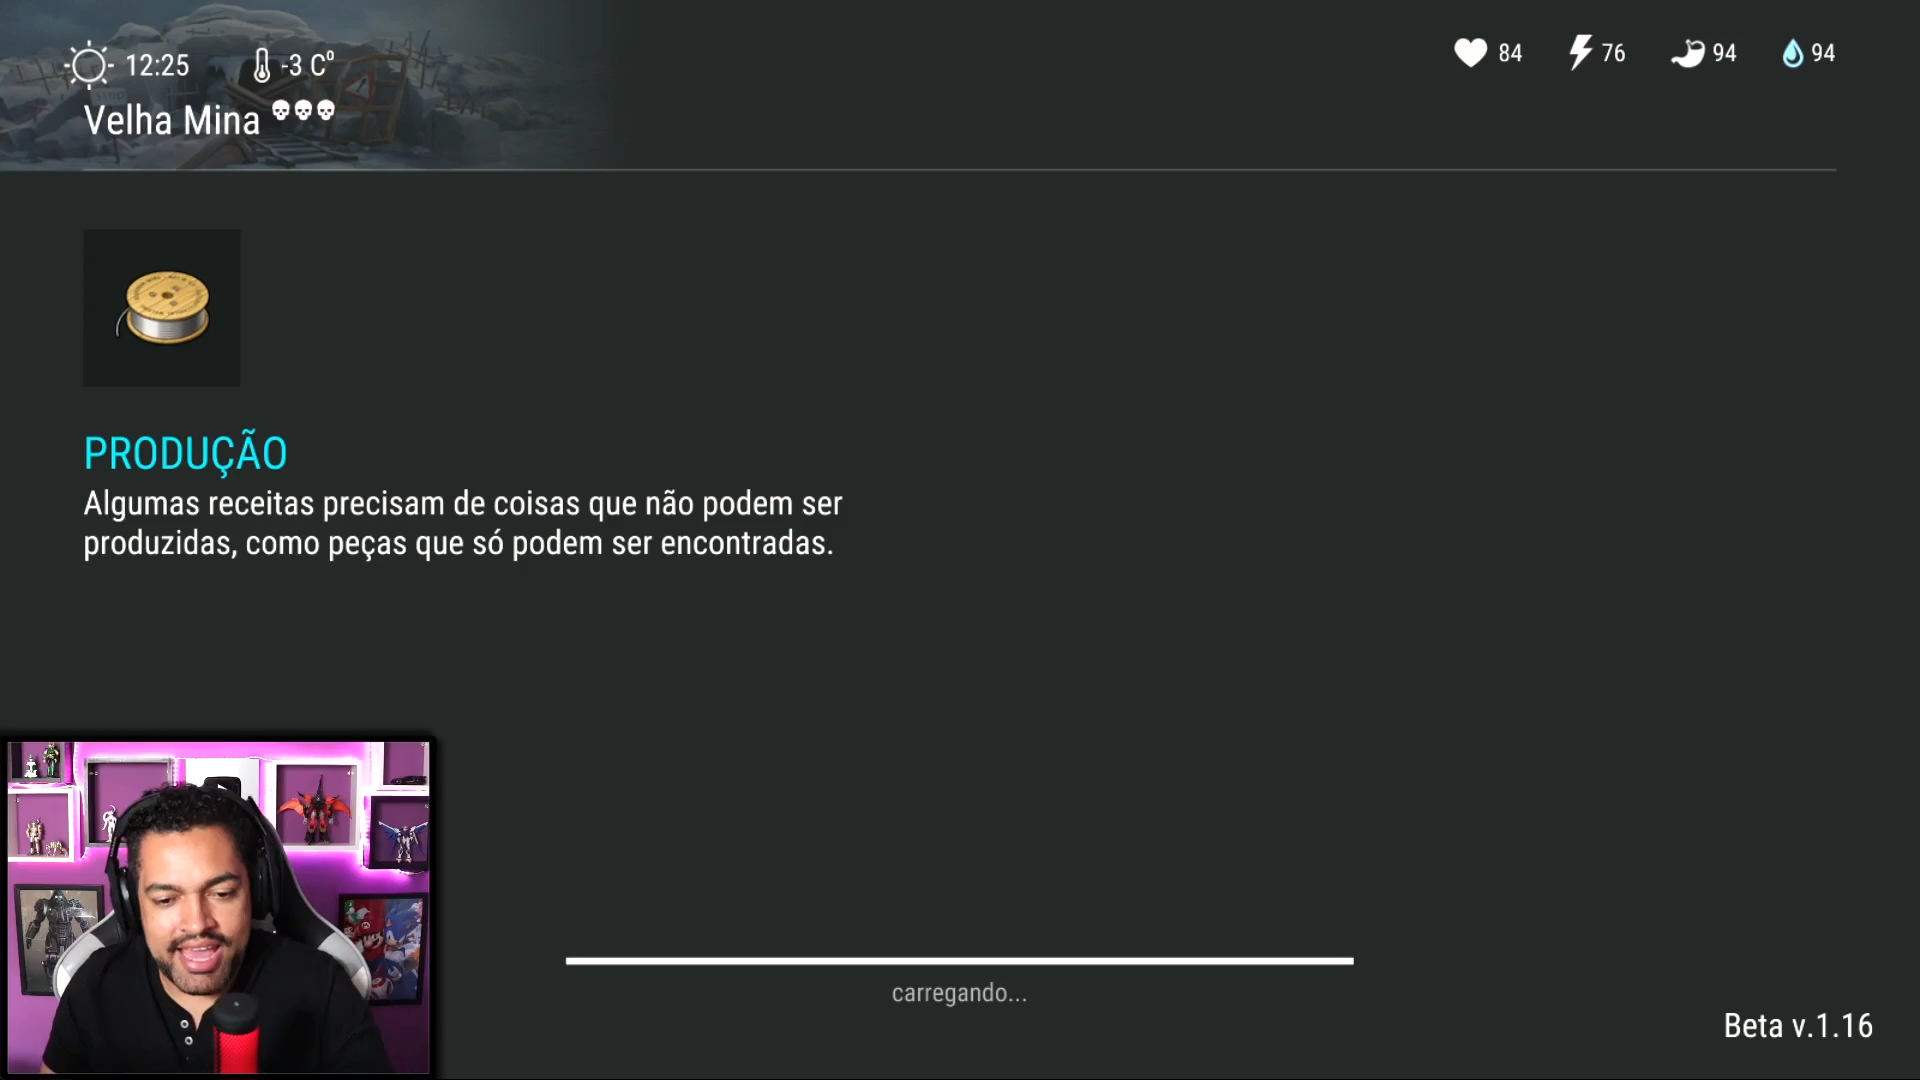 12:25
-3 Cº
84
76
94
94
Velha Mina
PRODUÇÃO
Algumas receitas precisam de coisas que não podem ser
produzidas, como peças que só podem ser encontradas.
carregando...
Beta v.1.16